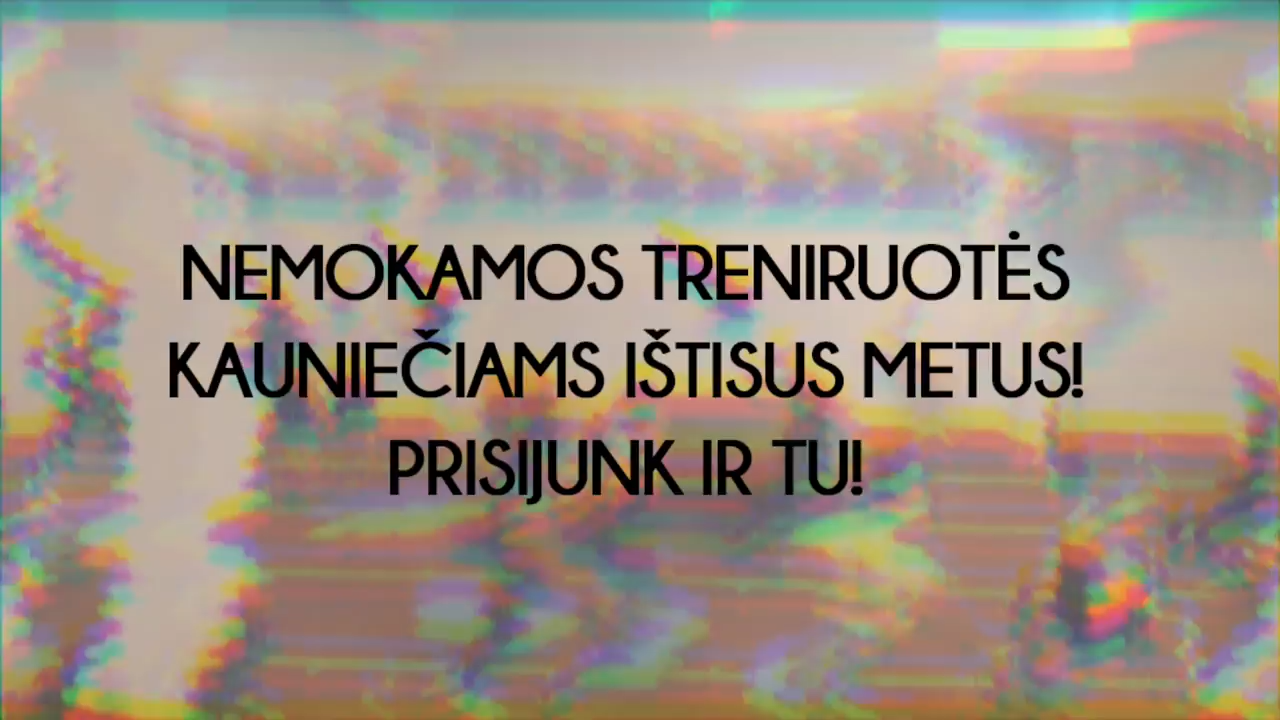 NEMOKAMOS TRENIRUOTĖS
KAUNIEČIAMS IŠTISUS METUS!
PRISIJUNK IR TU!